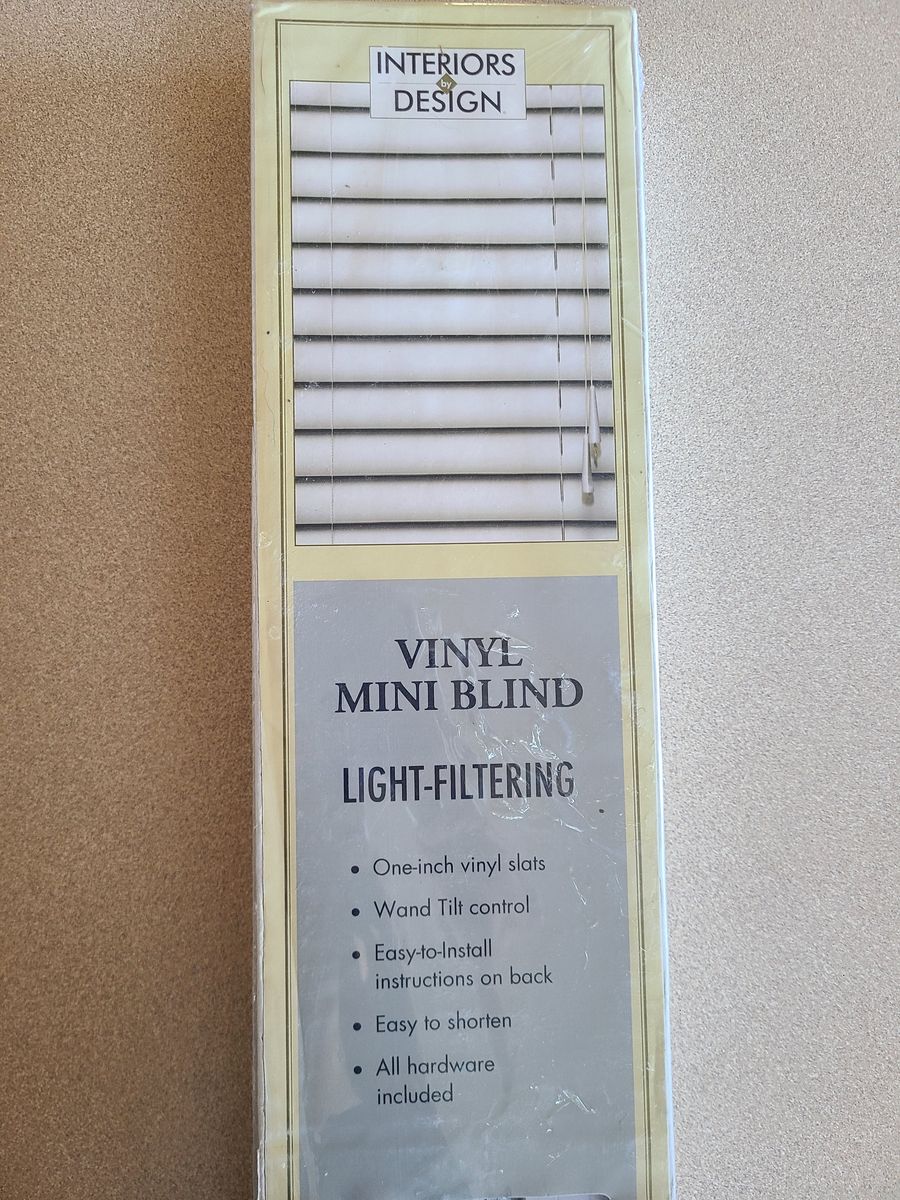 INTERIORS
by
DESIGN
VINYL
MINI BLIND
LIGHT-FILTERING
• One-inch vinyl slats
• Wand Tilt control
• Easy-to-Install
instructions on back
• Easy to shorten
• All hardware
included